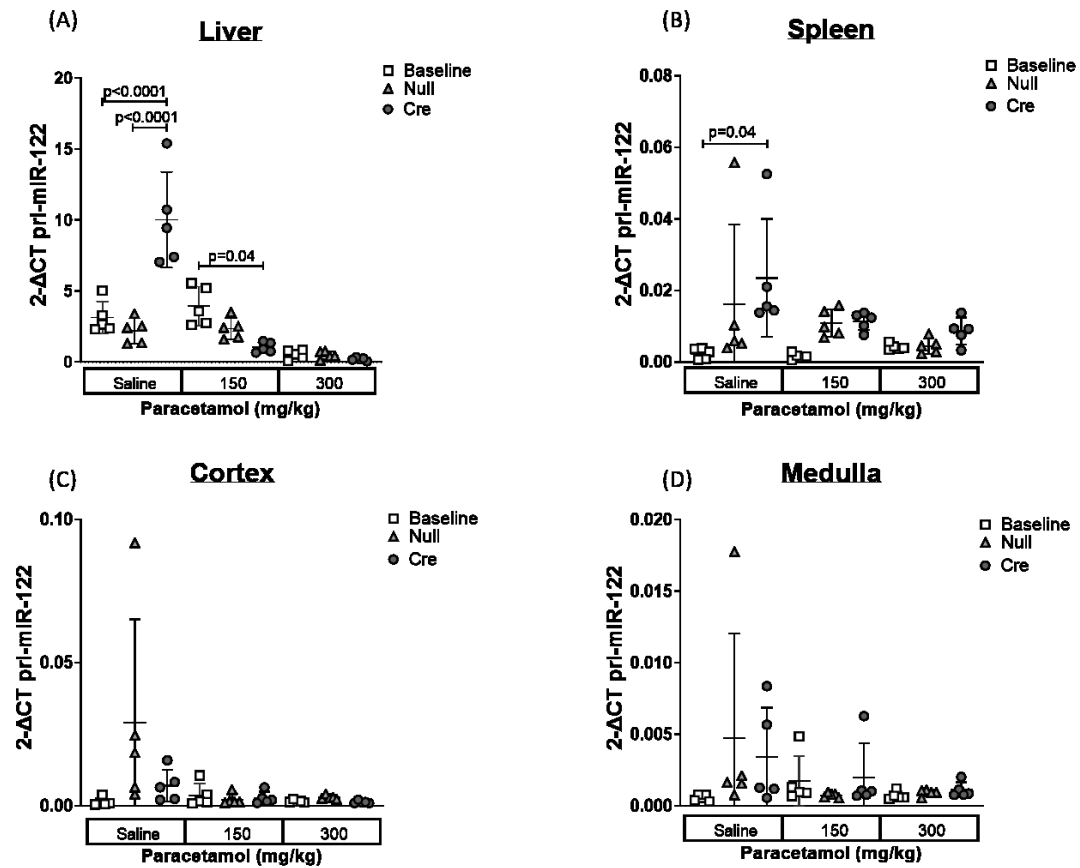 (A)
Liver
Baseline
Null
Cre
20
15
10
5
0
p<0.0001
p<0.0001
p=0.04
2-ΔCT pri-mIR-122
Saline 150 300
Paracetamol (mg/kg)
(B)
Spleen
Baseline
Null
Cre
0.08
0.06
0.04
0.02
0.00
p=0.04
2-ΔCT pri-mIR-122
Saline 150 300
Paracetamol (mg/kg)
(C)
Cortex
Baseline
Null
Cre
0.10
0.05
0.00
2-ΔCT pri-mIR-122
Saline 150 300
Paracetamol (mg/kg)
(D)
Medulla
Baseline
Null
Cre
0.020
0.015
0.010
0.005
0.000
2-ΔCT pri-mIR-122
Saline 150 300
Paracetamol (mg/kg)